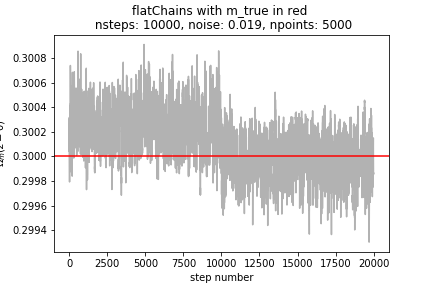 flatChains with m_true in red
nsteps: 10000, noise: 0.019, npoints: 5000
0.3008
0.3006
0.3004
0.3002
0.3000
0.2998
0.2996
0.2994
0 2500 5000 7500 10000 12500 15000 17500 20000
step number